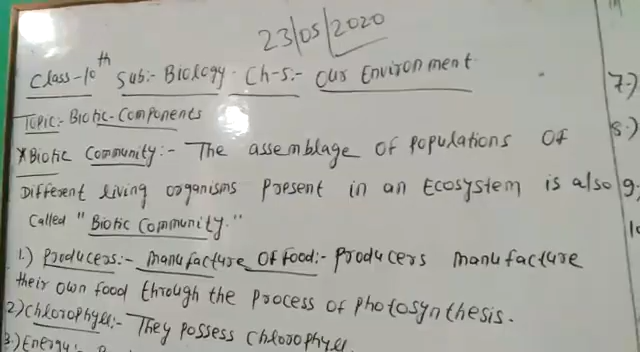 23/05/2020
Class-10th Sub:- Biology. Ch-5:- Our Environment
Topic:- Biotic-Components
*Biotic Community:- The assemblage of populations of
Different living organisms present in an Ecosystem is also
called "Biotic Community."
1.) Producers:- Manufacture of food:- Producers manufacture
their own food through the process of photosynthesis.
2) Chlorophyll:- They possess chlorophyll
3.) Energy:-
7.)
8.)
9.